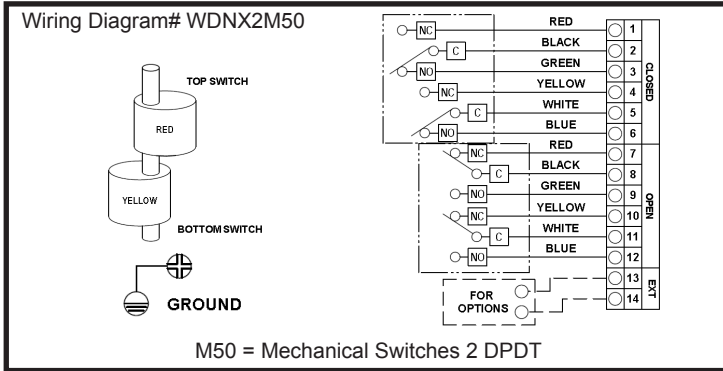 Wiring Diagram# WDNX2M50
TOP SWITCH
RED
YELLOW
BOTTOM SWITCH
GROUND
NC RED 1
C BLACK 2
NO GREEN 3
NC YELLOW 4
C WHITE 5
NO BLUE 6
CLOSED
NC RED 7
C BLACK 8
NO GREEN 9
NC YELLOW 10
C WHITE 11
NO BLUE 12
OPEN
FOR
OPTIONS
13
14
EXT
M50 = Mechanical Switches 2 DPDT